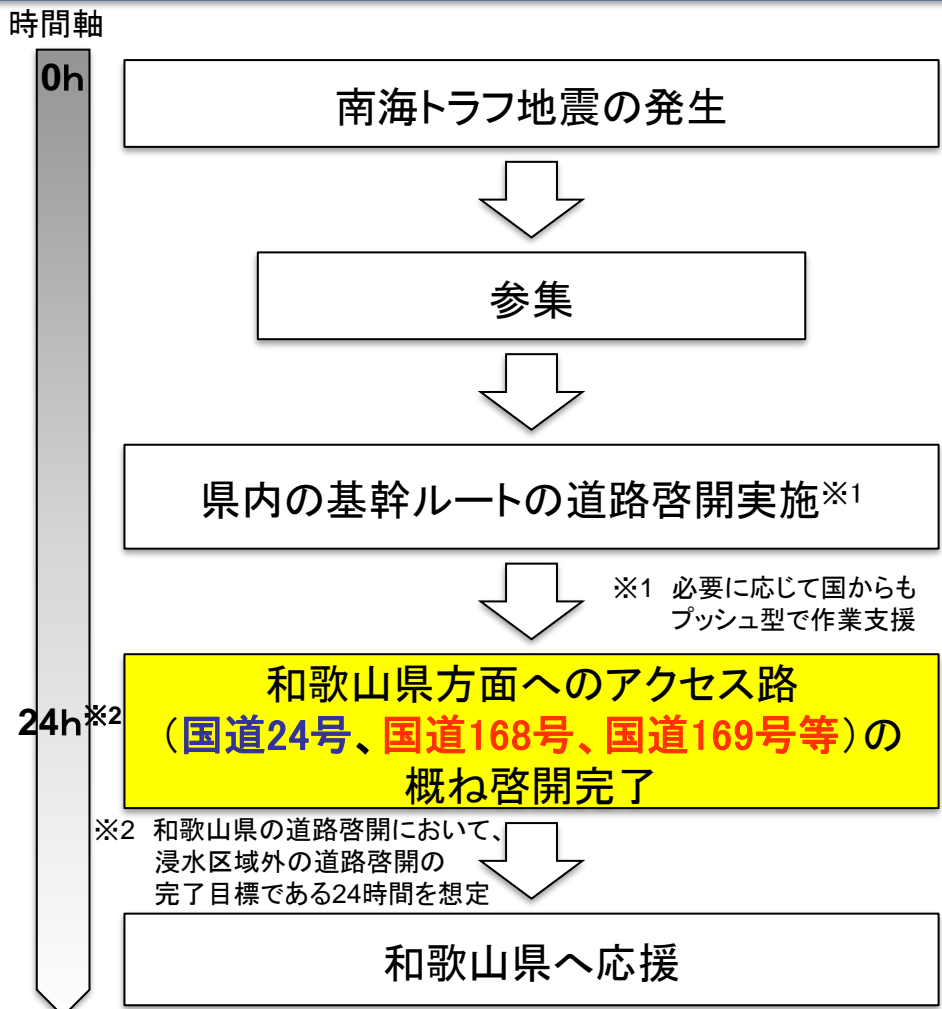 時間軸
0h
南海トラフ地震の発生
参集
県内の基幹ルートの道路啓開実施※1
※1 必要に応じて国からも
プッシュ型で作業支援
24h※2
和歌山県方面へのアクセス路
（国道24号、国道168号、国道169号等）の
概ね啓開完了
※2 和歌山県の道路啓開において、
浸水区域外の道路啓開の
完了目標である24時間を想定
和歌山県へ応援